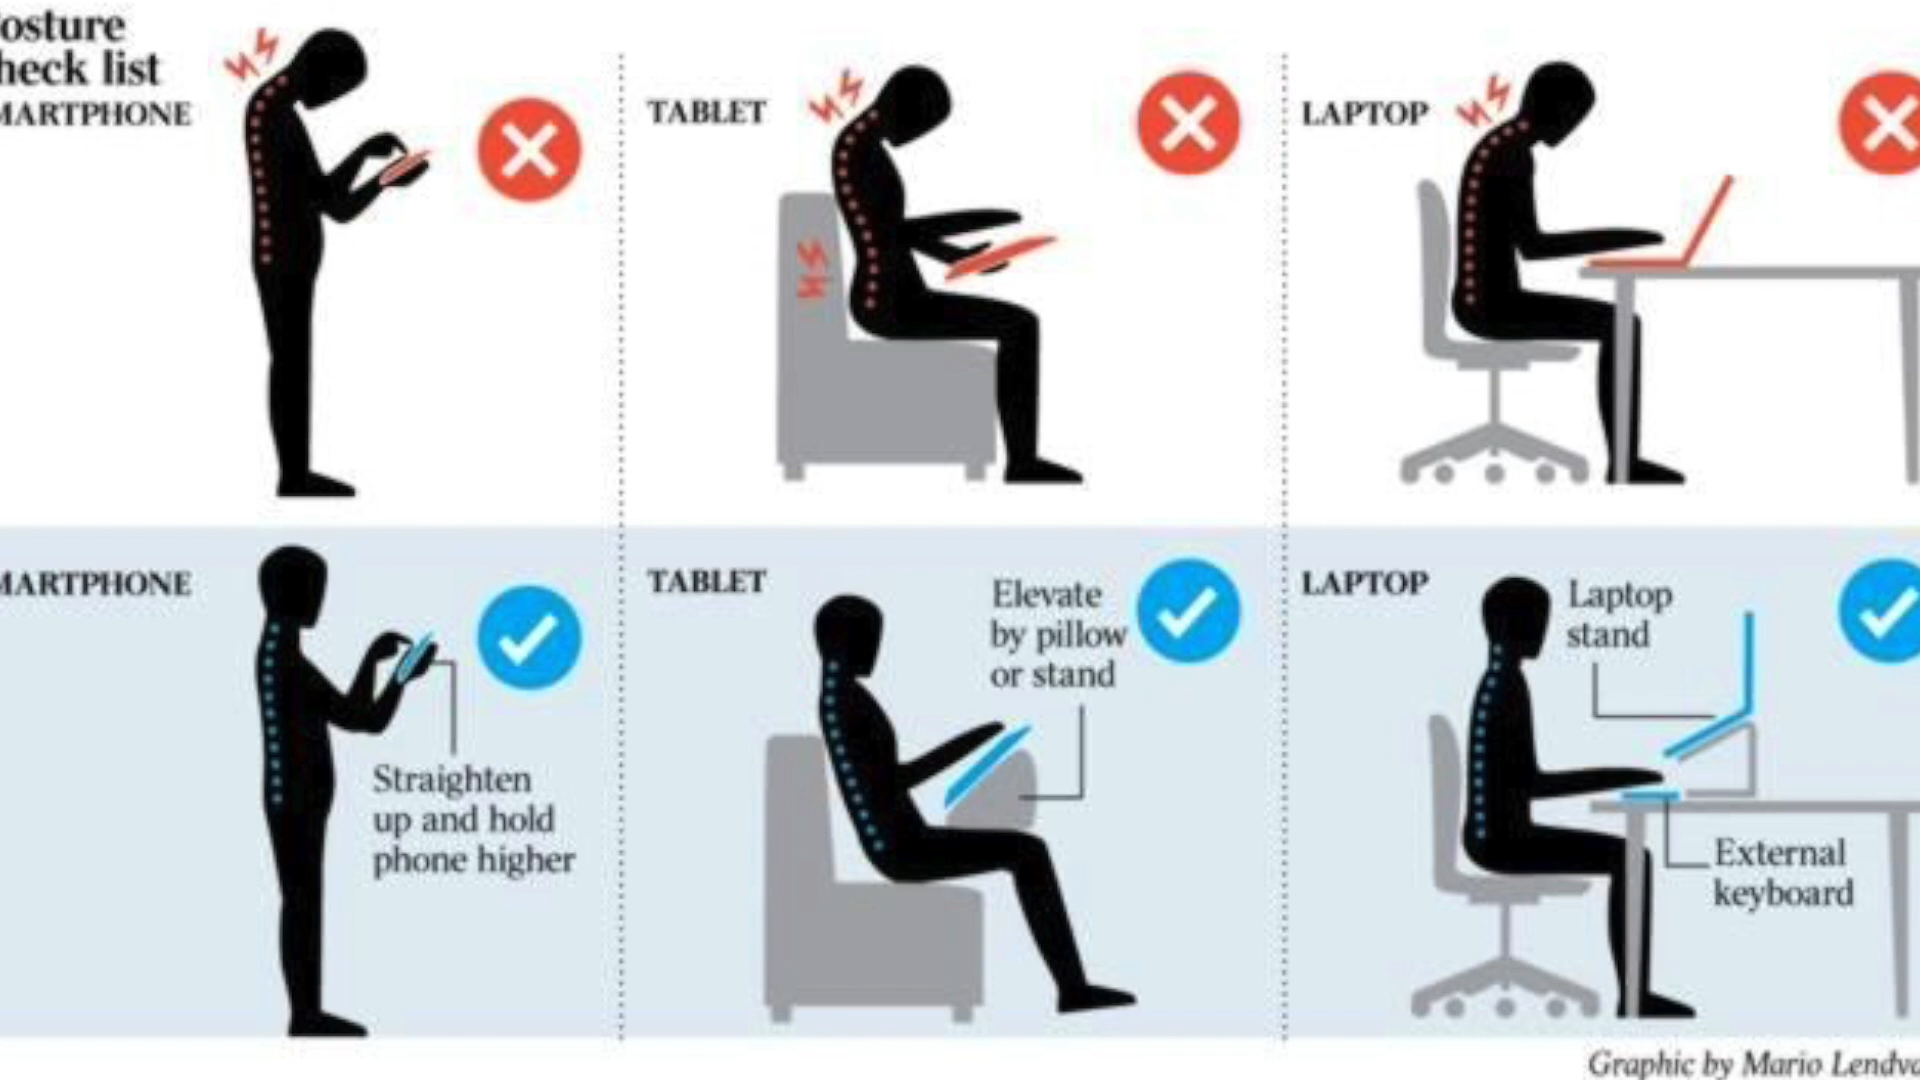 osture
heck list
MARTPHONE
TABLET
LAPTOP
MARTPHONE
Straighten
up and hold
phone higher
TABLET
Elevate
by pillow
or stand
LAPTOP
Laptop
stand
External
keyboard
Graphic by Mario Lendva